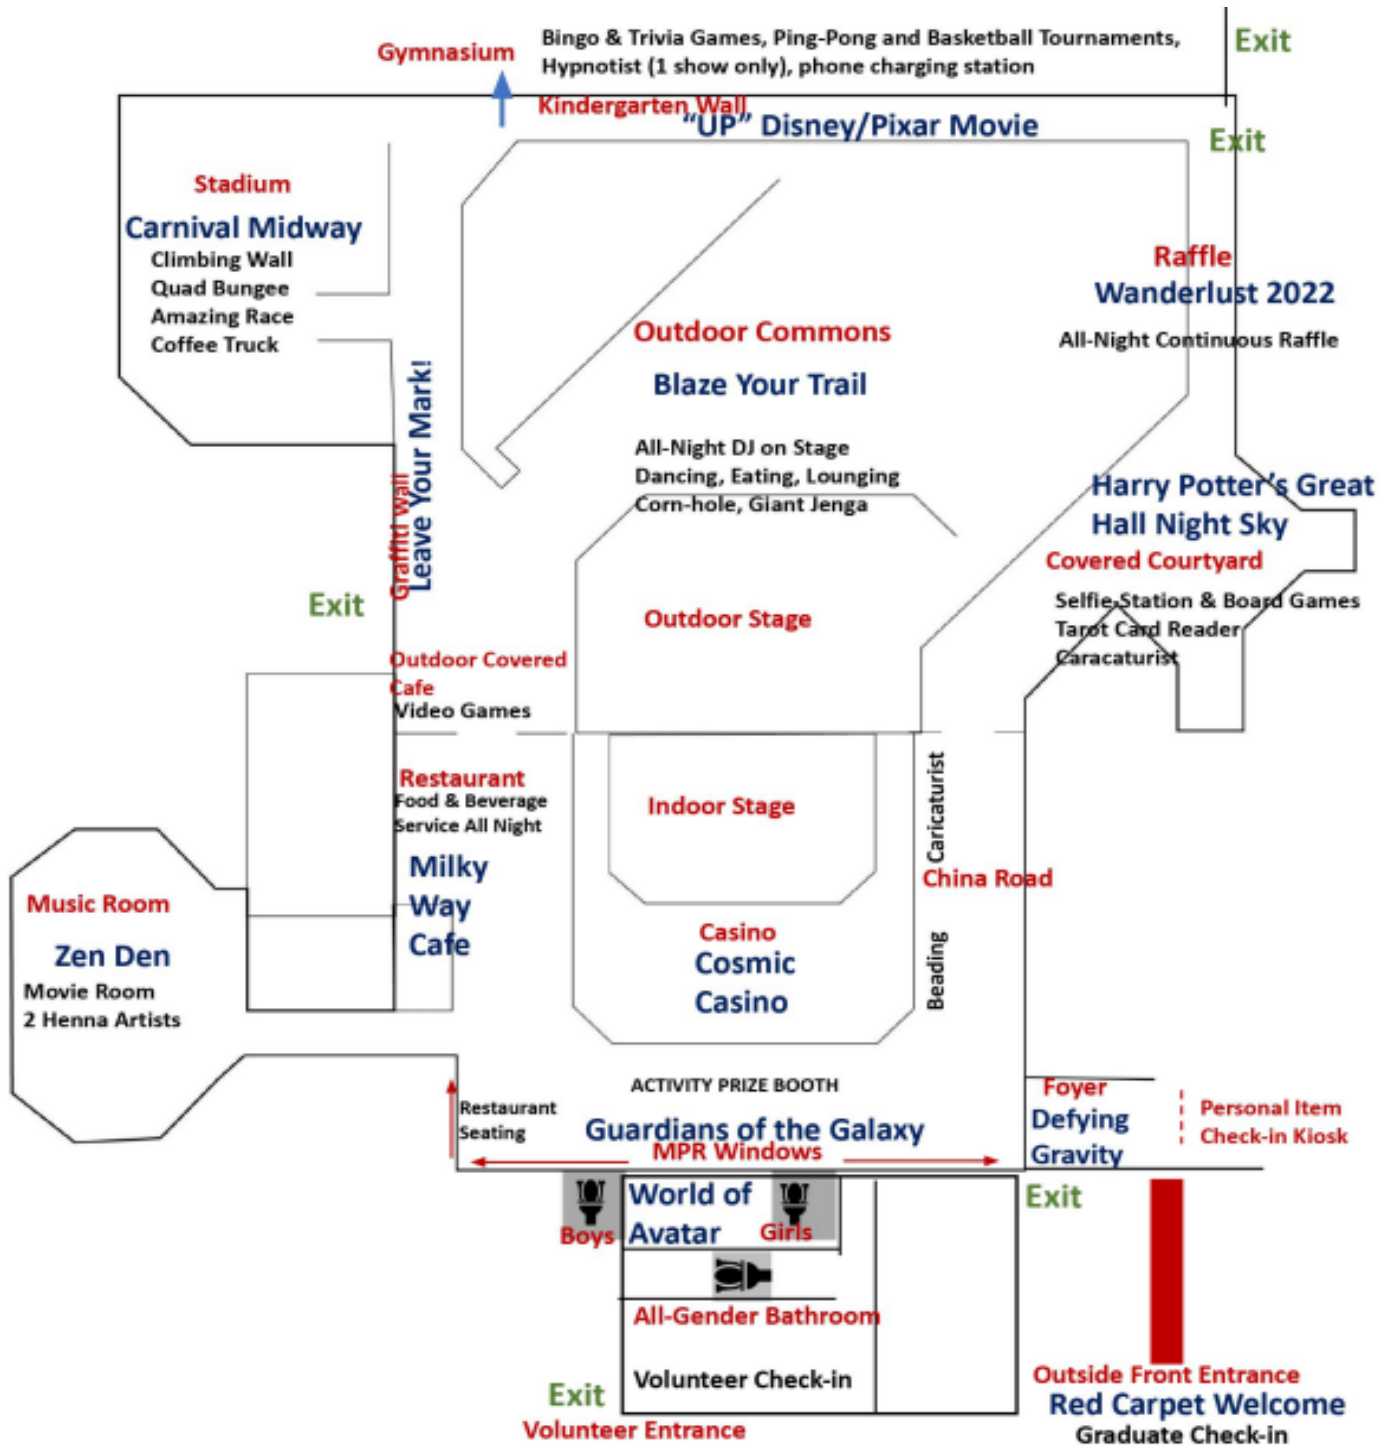 Gymnasium
Bingo & Trivia Games, Ping-Pong and Basketball Tournaments,
Hypnotist (1 show only), phone charging station
Exit
Kindergarten Wall
"UP" Disney/Pixar Movie
Exit
Stadium
Carnival Midway
Climbing Wall
Quad Bungee
Amazing Race
Coffee Truck
Raffle
Wanderlust 2022
All-Night Continuous Raffle
Outdoor Commons
Blaze Your Trail
All-Night DJ on Stage
Dancing, Eating, Lounging
Corn-hole, Giant Jenga
Leave Your Mark!
Graffiti Wall
Exit
Harry Potter's Great
Hall Night Sky
Covered Courtyard
Selfie Station & Board Games
Tarot Card Reader
Caracaturist
Outdoor Stage
Outdoor Covered
Cafe
Video Games
Restaurant
Food & Beverage
Service All Night
Milky
Way
Cafe
Indoor Stage
Casino
Cosmic
Casino
Caricaturist
China Road
Beading
Music Room
Zen Den
Movie Room
2 Henna Artists
ACTIVITY PRIZE BOOTH
Restaurant
Seating
Guardians of the Galaxy
MPR Windows
Foyer
Defying
Gravity
Personal Item
Check-in Kiosk
Exit
World of
Avatar
Boys
Girls
All-Gender Bathroom
Volunteer Check-in
Exit
Volunteer Entrance
Outside Front Entrance
Red Carpet Welcome
Graduate Check-in